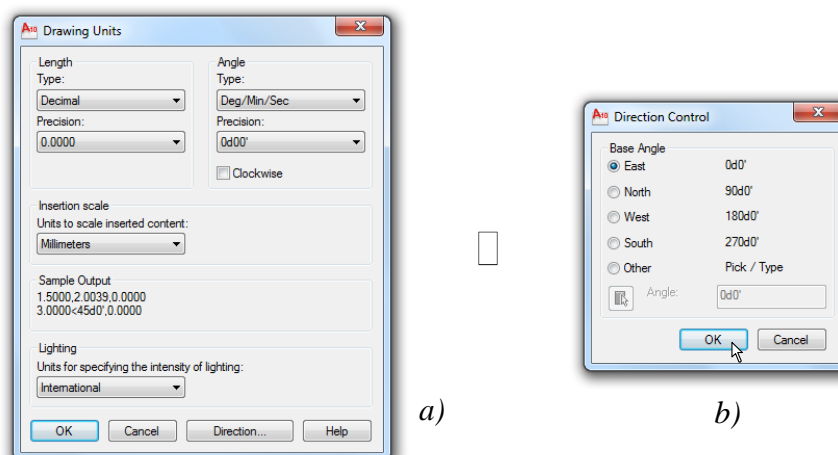 A10 Drawing Units
Length
Type:
Decimal
Precision:
0.0000
Angle
Type:
Deg/Min/Sec
Precision:
0d00'
Clockwise
Insertion scale
Units to scale inserted content:
Millimeters
Sample Output
1.5000,2.0039,0.0000
3.0000<45d0',0.0000
Lighting
Units for specifying the intensity of lighting:
International
OK Cancel Direction... Help
a)
A10 Direction Control
Base Angle
East 0d0'
North 90d0'
West 180d0'
South 270d0'
Other Pick / Type
Angle: 0d0'
OK Cancel
b)